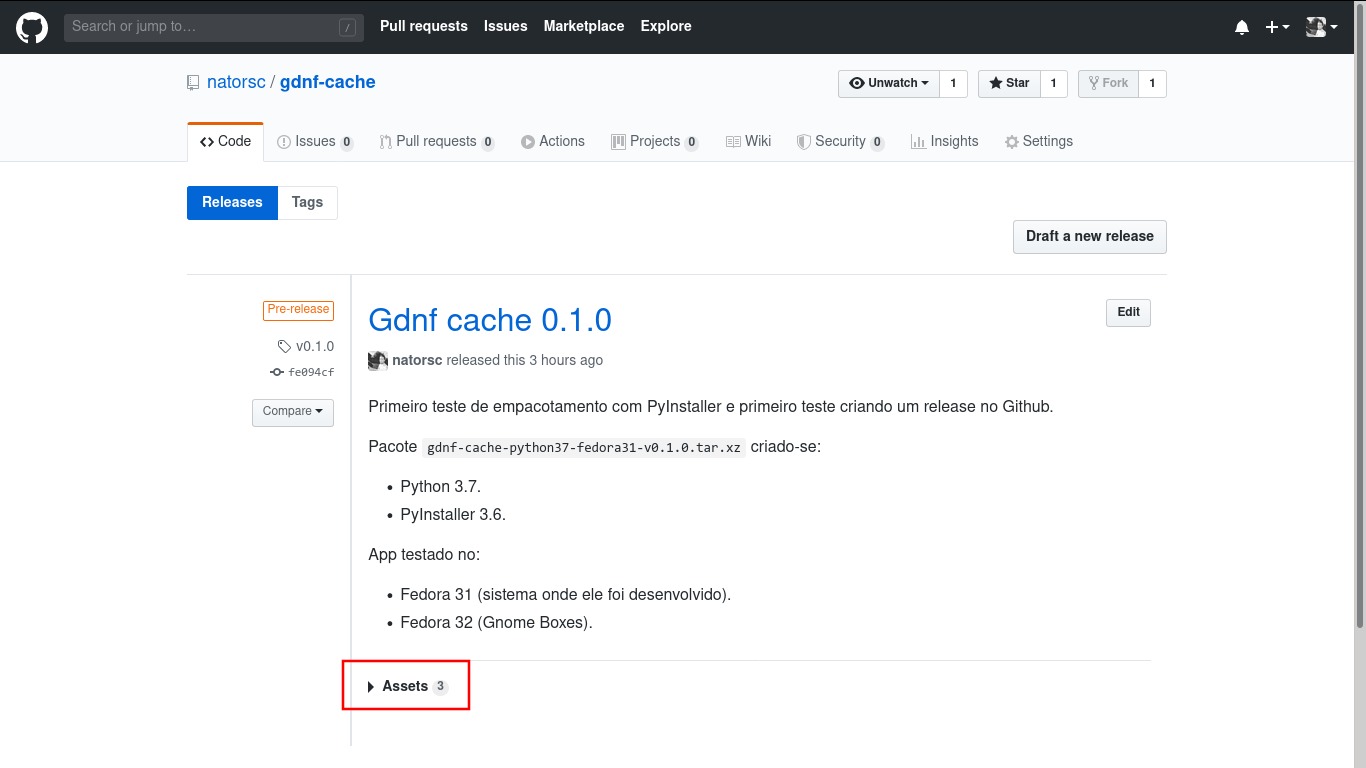 Search or jump to… /
Pull requests Issues Marketplace Explore
natorsc / gdnf-cache
Unwatch 1 Star 1 Fork 1
Code Issues 0 Pull requests 0 Actions Projects 0 Wiki Security 0 Insights Settings
Releases Tags
Draft a new release
Pre-release
v0.1.0
fe094cf
Compare
Gdnf cache 0.1.0
Edit
natorsc released this 3 hours ago
Primeiro teste de empacotamento com PyInstaller e primeiro teste criando um release no Github.
Pacote gdnf-cache-python37-fedora31-v0.1.0.tar.xz criado-se:
• Python 3.7.
• PyInstaller 3.6.
App testado no:
• Fedora 31 (sistema onde ele foi desenvolvido).
• Fedora 32 (Gnome Boxes).
Assets 3